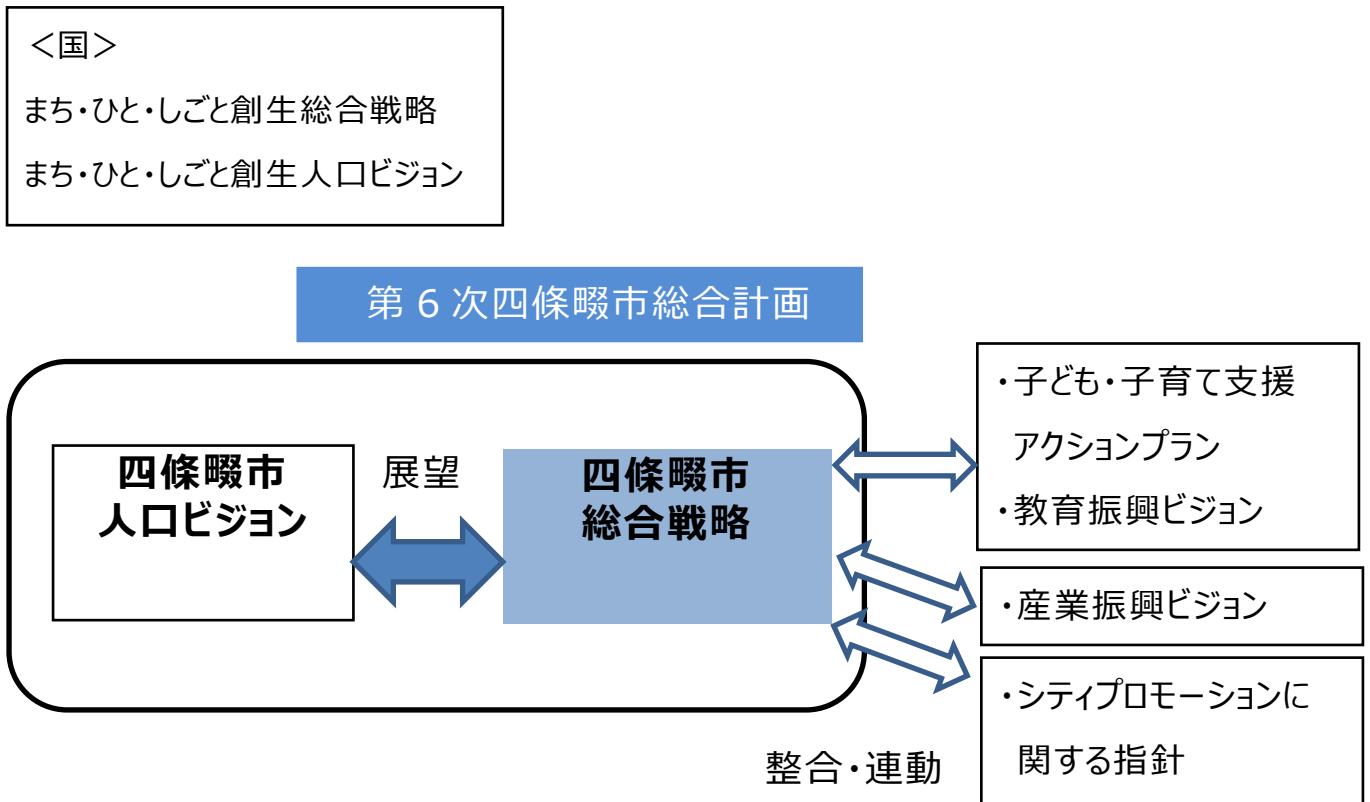 ＜国＞
まち・ひと・しごと創生総合戦略
まち・ひと・しごと創生人口ビジョン
第６次四條畷市総合計画
四條畷市
人口ビジョン
展望
四條畷市
総合戦略
・子ども・子育て支援
アクションプラン
・教育振興ビジョン
・産業振興ビジョン
・シティプロモーションに
関する指針
整合・連動